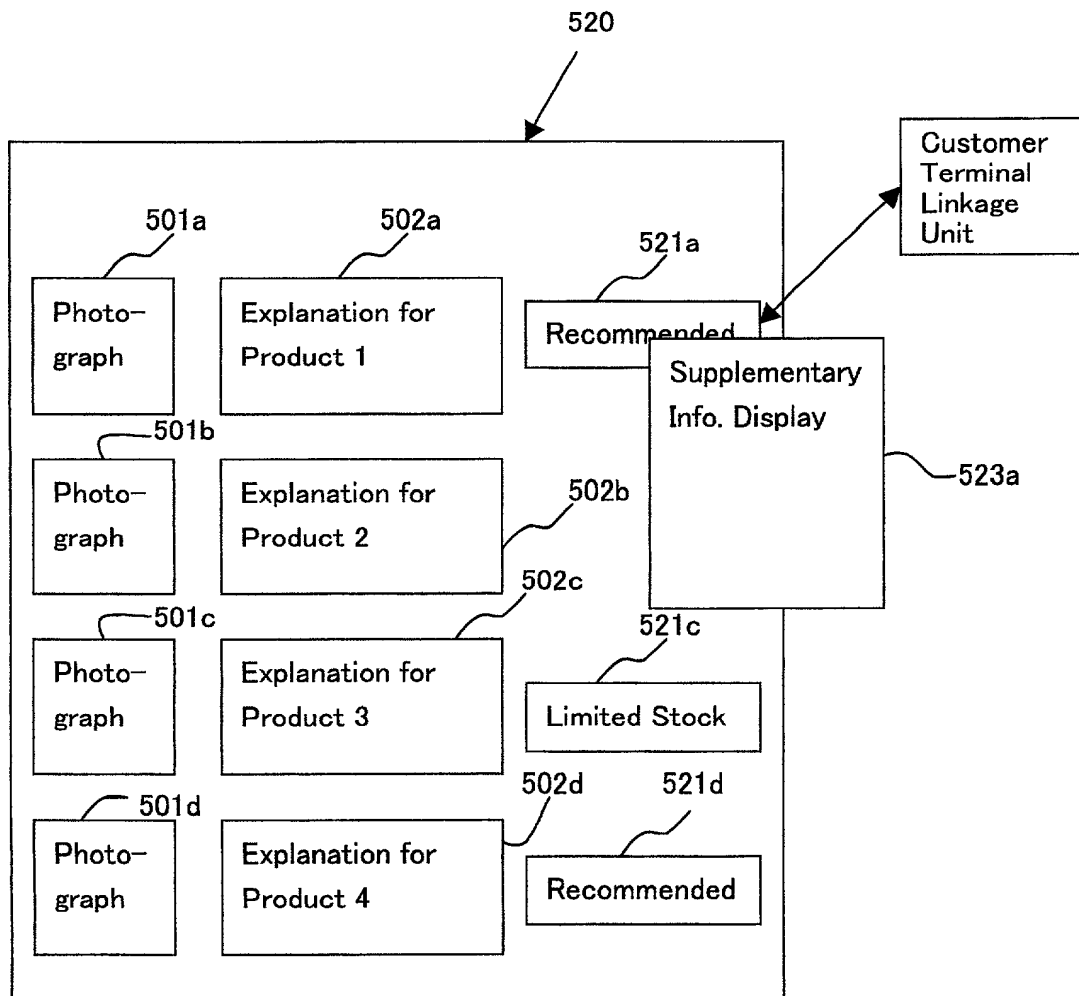 520
Customer
Terminal
Linkage
Unit
501a
502a
521a
Photo-
graph
Explanation for
Product 1
Recommended
Supplementary
Info. Display
523a
501b
Photo-
graph
Explanation for
Product 2
502b
502c
501c
521c
Photo-
graph
Explanation for
Product 3
Limited Stock
501d
502d
521d
Photo-
graph
Explanation for
Product 4
Recommended